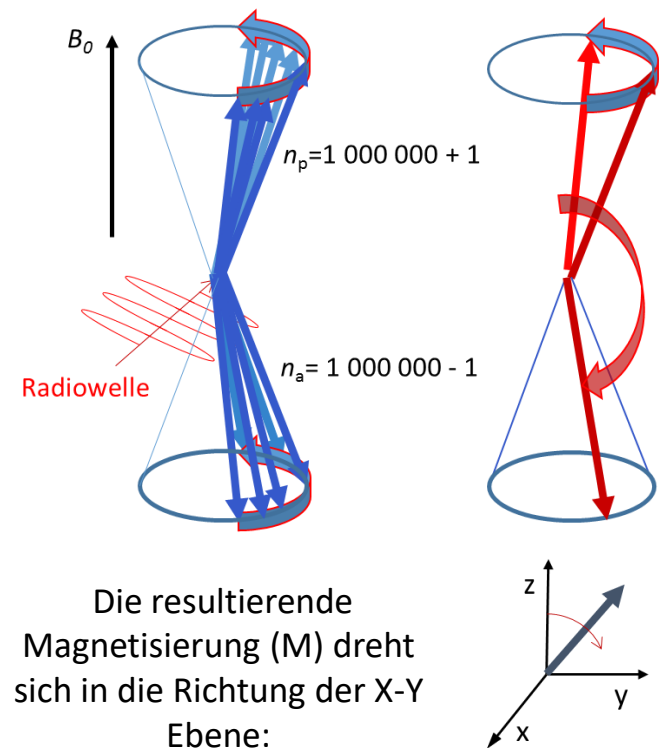 B₀
nₚ=1 000 000 + 1
nₐ= 1 000 000 - 1
Radiowelle
Die resultierende
Magnetisierung (M) dreht
sich in die Richtung der X-Y
Ebene:
z
y
x